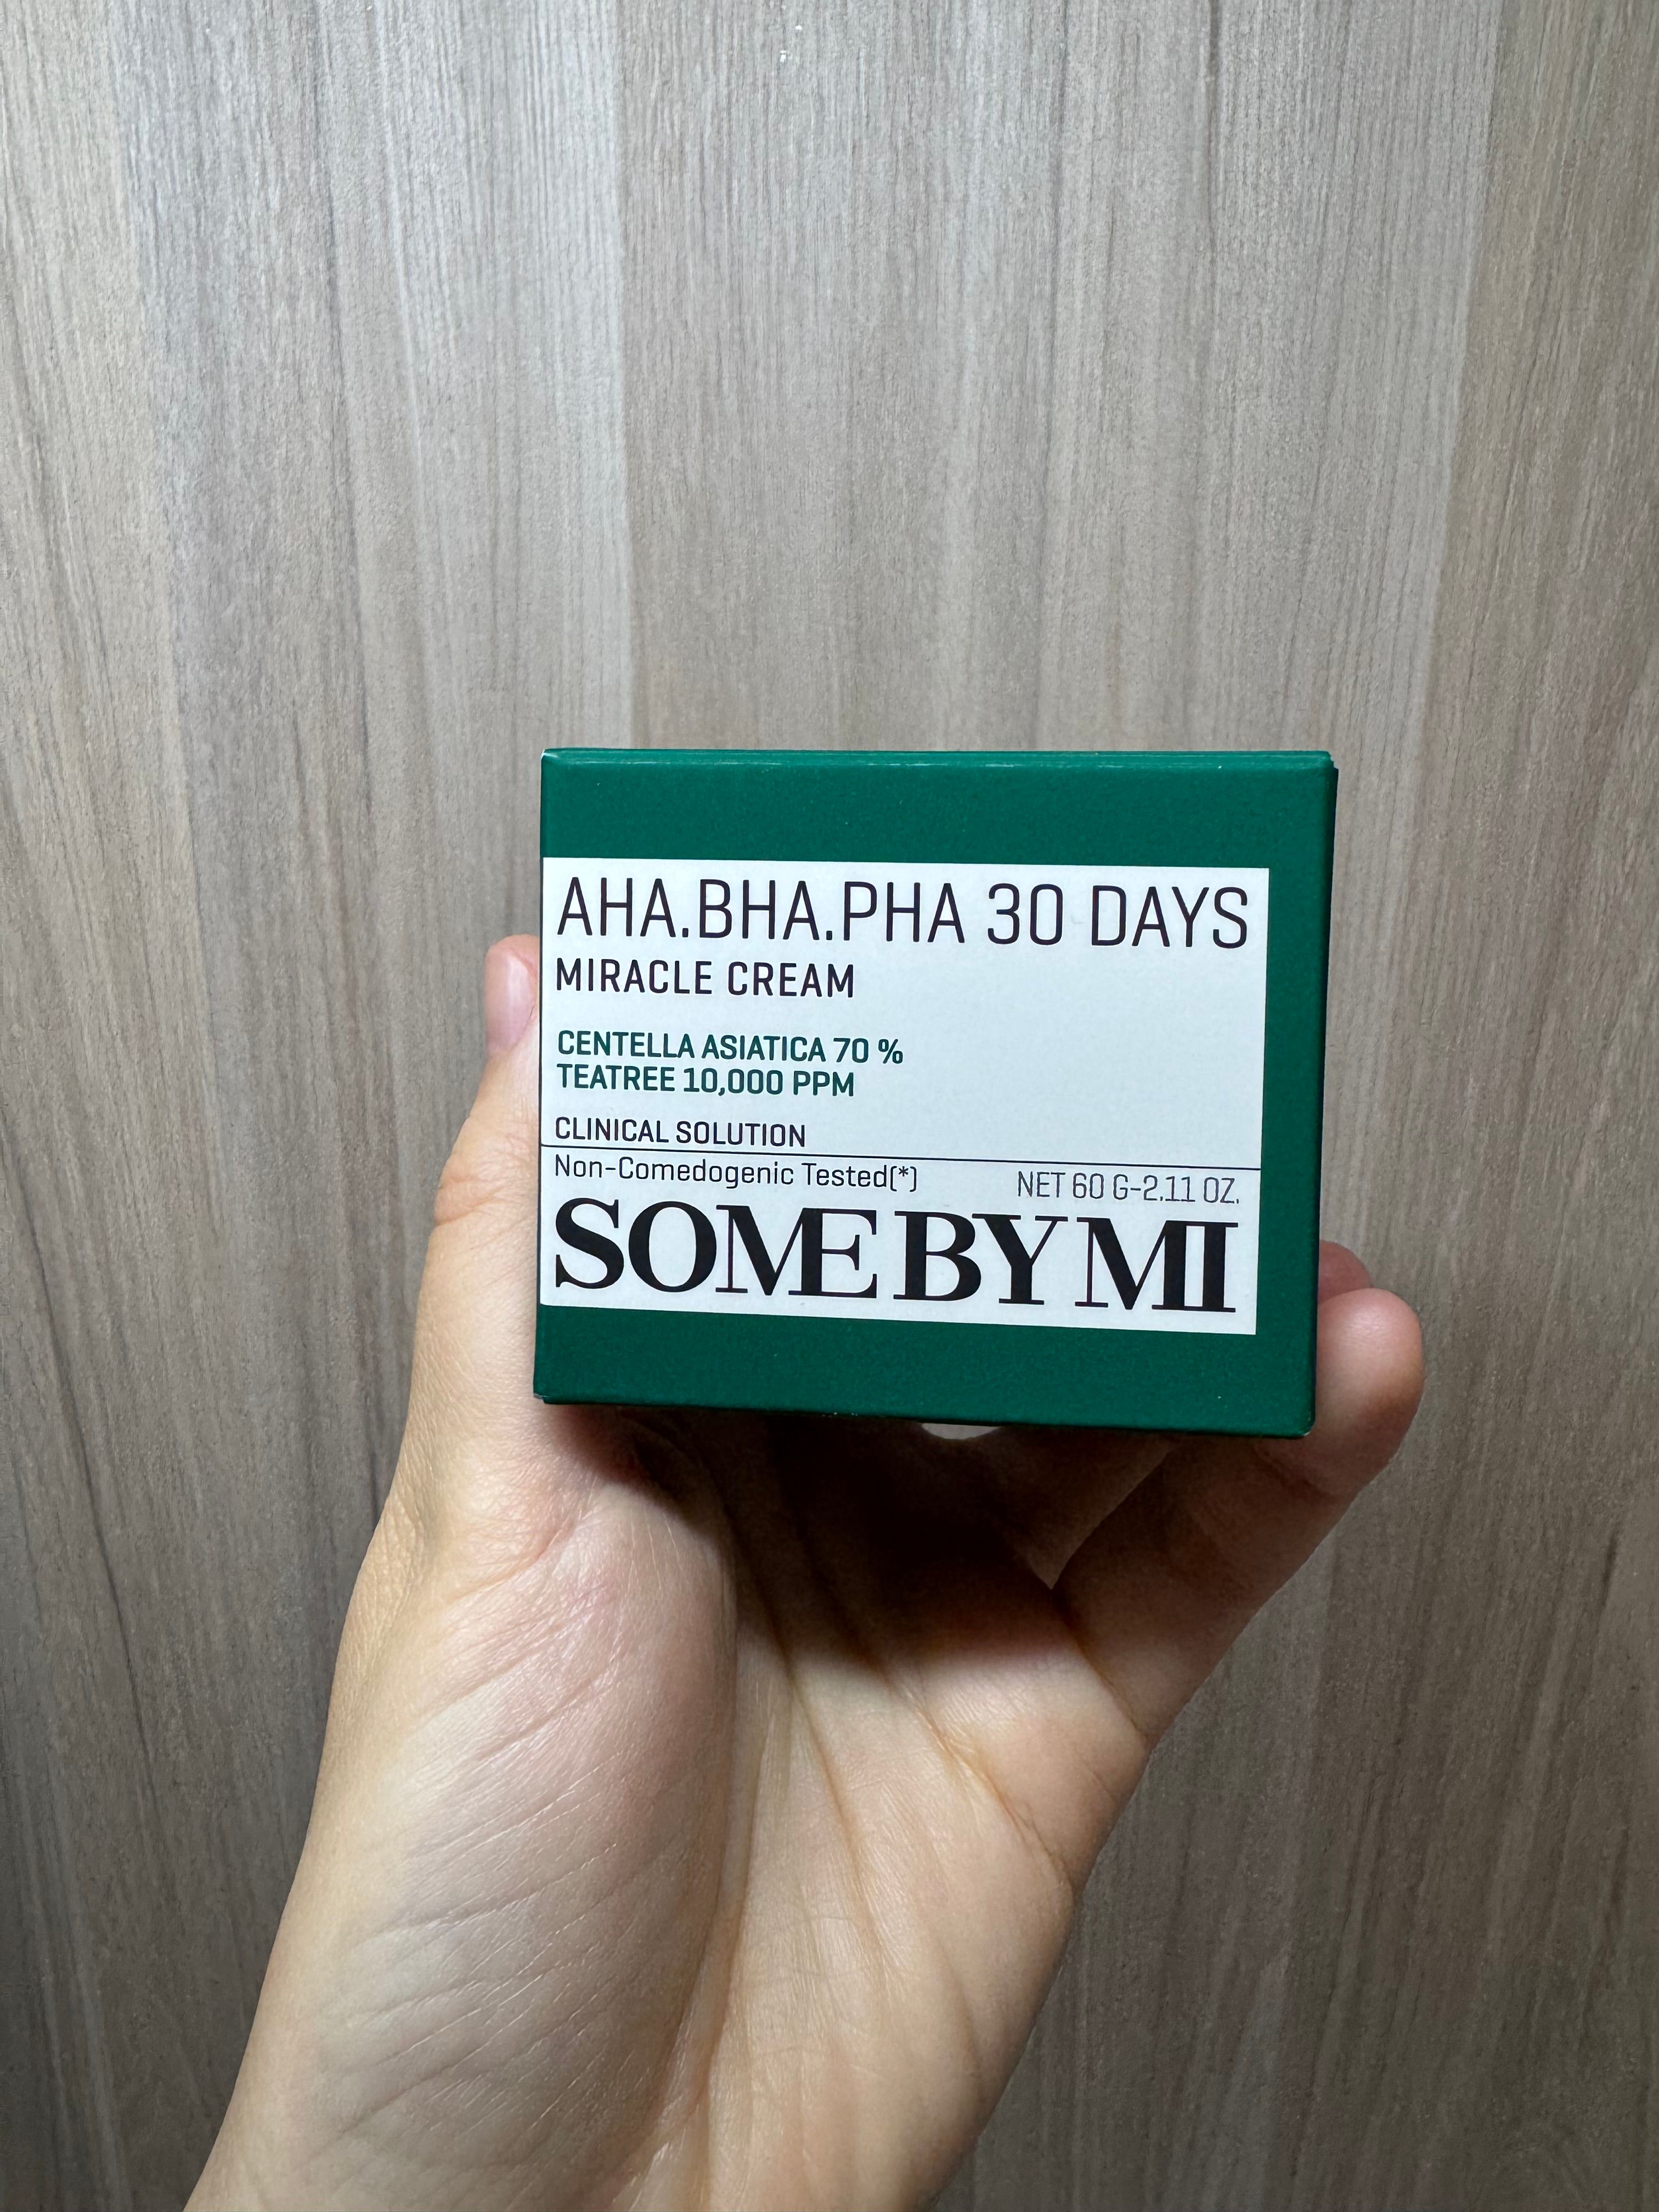 AHA.BHA.PHA 30 DAYS
MIRACLE CREAM
CENTELLA ASIATICA 70 %
TEATREE 10,000 PPM
CLINICAL SOLUTION
Non-Comedogenic Tested(*) NET 60 G-2.11 OZ.
SOME BY MI